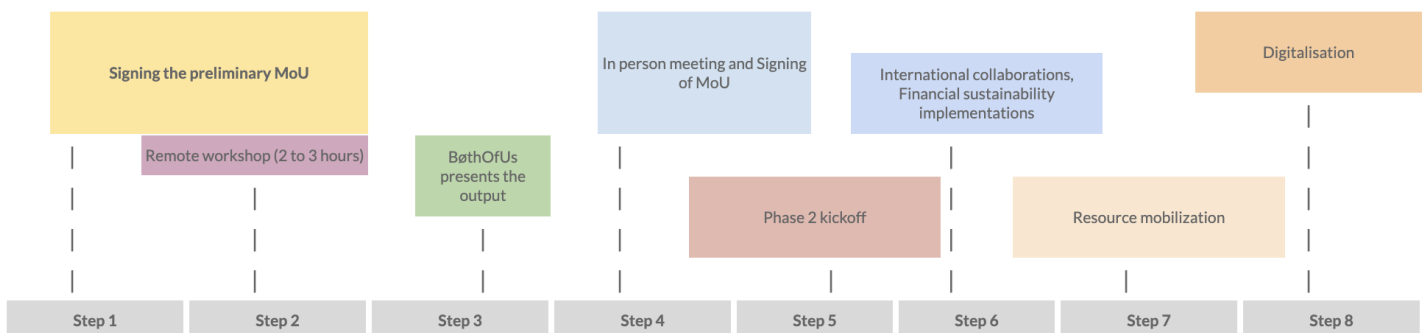 Signing the preliminary MoU
Remote workshop (2 to 3 hours)
BøthOfUs
presents the
output
In person meeting and Signing
of MoU
Phase 2 kickoff
International collaborations,
Financial sustainability
implementations
Resource mobilization
Digitalisation
Step 1
Step 2
Step 3
Step 4
Step 5
Step 6
Step 7
Step 8